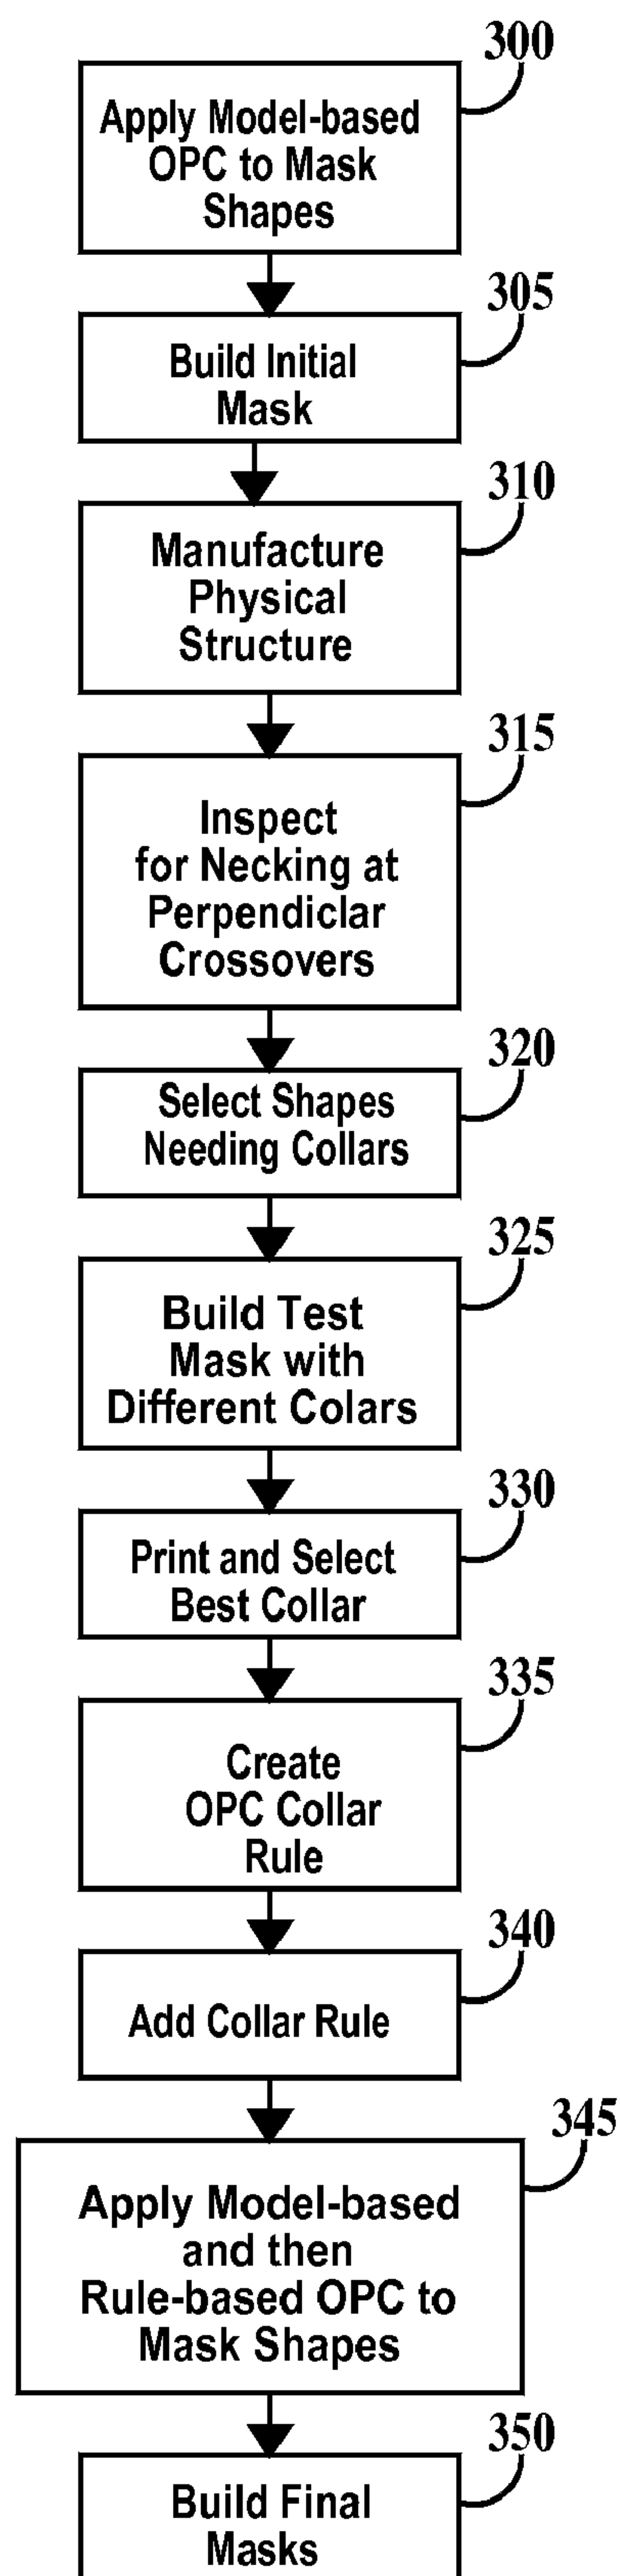 300
Apply Model-based
OPC to Mask
Shapes
305
Build Initial
Mask
310
Manufacture
Physical
Structure
315
Inspect
for Necking at
Perpendiclar
Crossovers
320
Select Shapes
Needing Collars
325
Build Test
Mask with
Different Colars
330
Print and Select
Best Collar
335
Create
OPC Collar
Rule
340
Add Collar Rule
345
Apply Model-based
and then
Rule-based OPC to
Mask Shapes
350
Build Final
Masks